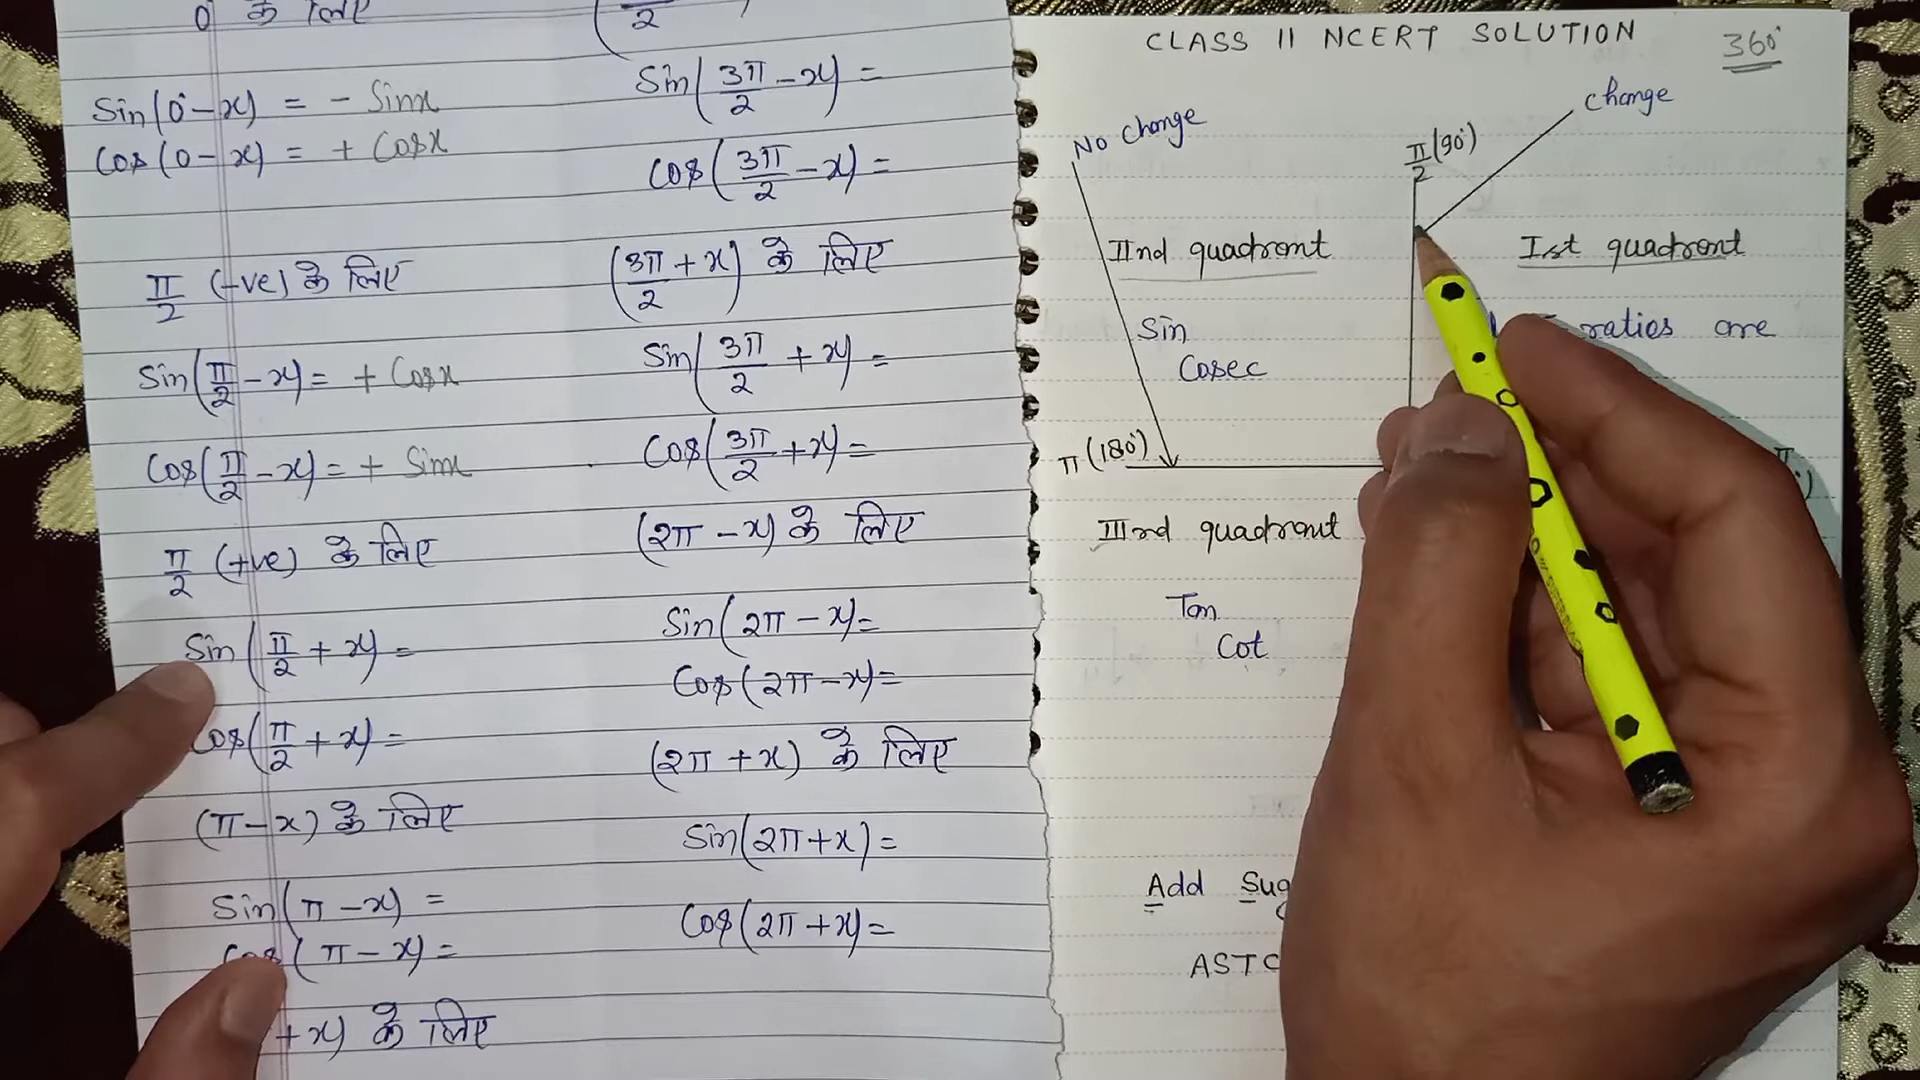 0 के लिए
Sin(0°-x) = - Sinx
Cos(0-x) = + Cosx
π/2 (-ve) के लिए
Sin(π/2 - x) = + Cosx
Cos(π/2 - x) = + Sinx
π/2 (+ve) के लिए
Sin(π/2 + x) =
Cos(π/2 + x) =
(π-x) के लिए
Sin(π-x) =
Cos(π-x) =
+x) के लिए
2
Sin(3π/2 - x) =
Cos(3π/2 - x) =
(3π/2 + x) के लिए
Sin(3π/2 + x) =
Cos(3π/2 + x) =
(2π-x) के लिए
Sin(2π-x) =
Cos(2π-x) =
(2π+x) के लिए
Sin(2π+x) =
Cos(2π+x) =
CLASS 11 NCERT SOLUTION
360°
No change
change
π/2 (90°)
IInd quadrant
Ist quadrant
Sin
Cosec
ratios are
π (180°)
IIIrd quadrant
Tan
Cot
Add Sug
ASTC